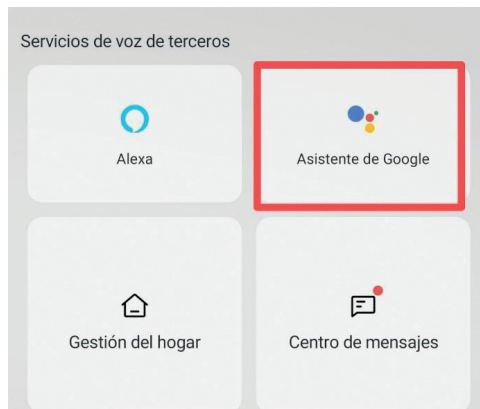 Servicios de voz de terceros
Alexa
Asistente de Google
Gestión del hogar
Centro de mensajes